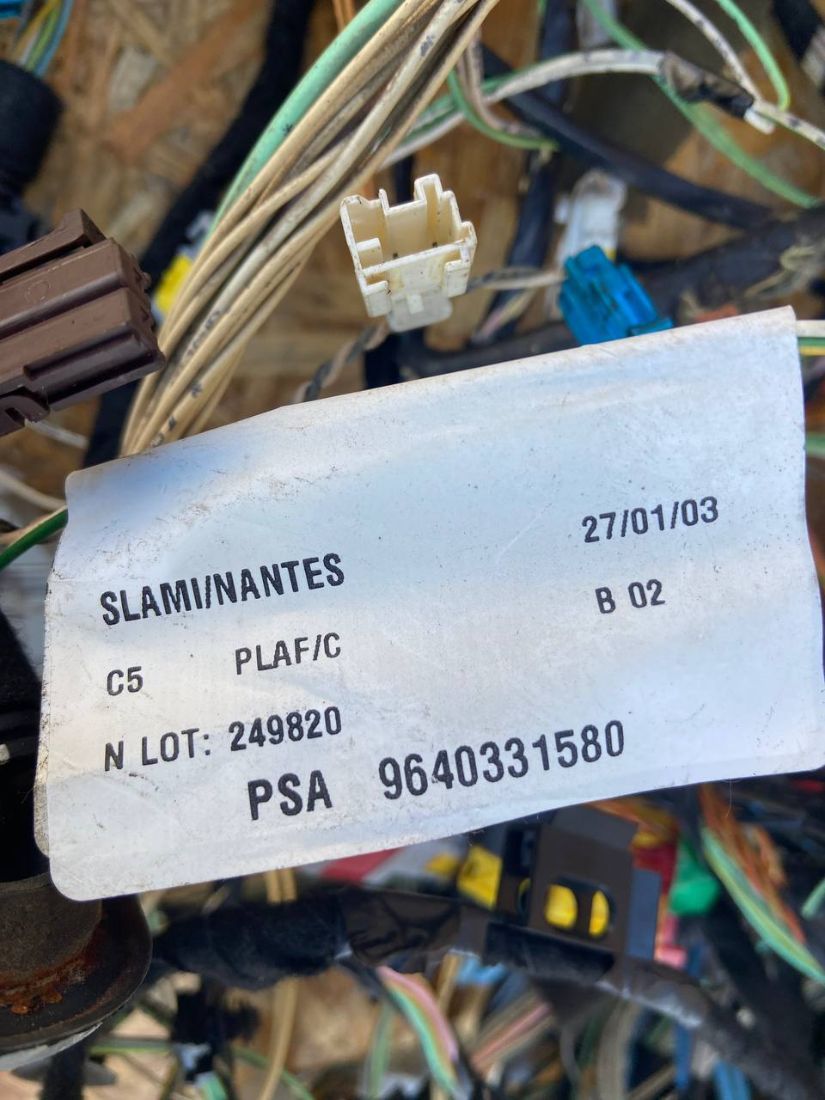 27/01/03
SLAMI/NANTES
B 02
C5 PLAF/C
N LOT: 249820
PSA 9640331580